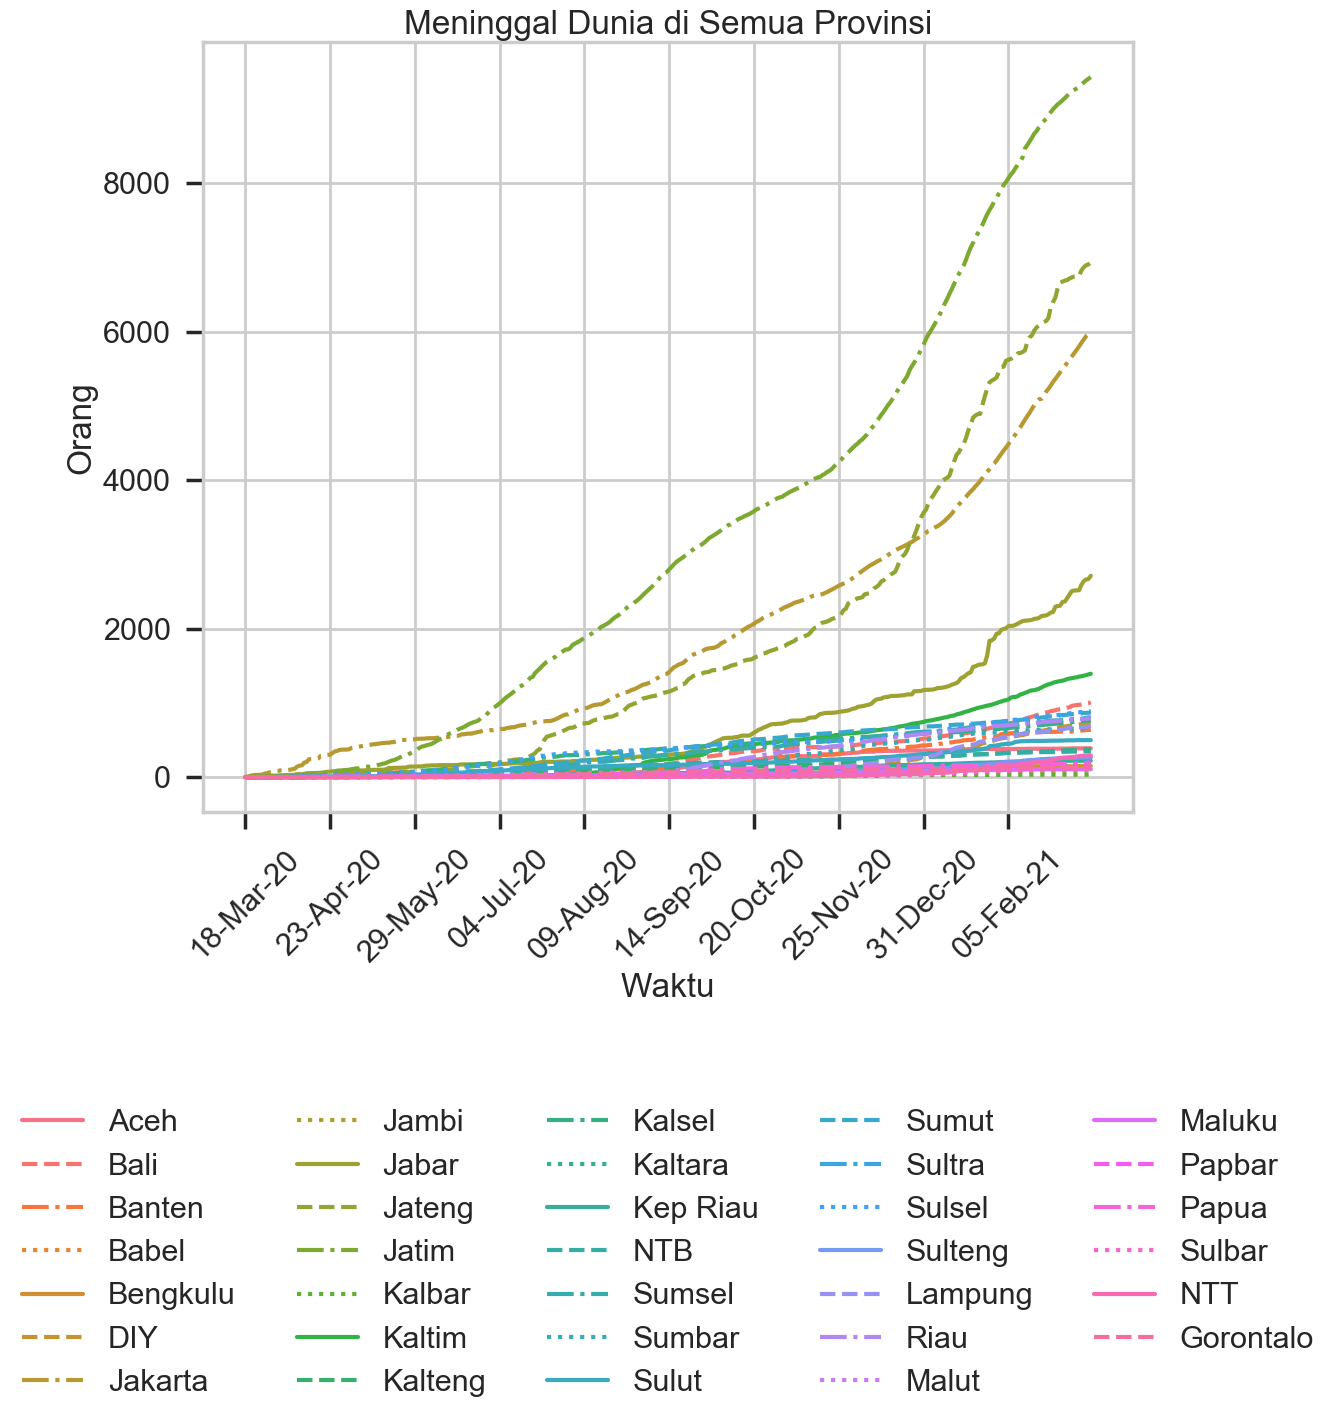 Meninggal Dunia di Semua Provinsi
8000
6000
4000
2000
0
Orang
18-Mar-20
23-Apr-20
29-May-20
04-Jul-20
09-Aug-20
14-Sep-20
20-Oct-20
25-Nov-20
31-Dec-20
05-Feb-21
Waktu
Aceh
Bali
Banten
Babel
Bengkulu
DIY
Jakarta
Jambi
Jabar
Jateng
Jatim
Kalbar
Kaltim
Kalteng
Kalsel
Kaltara
Kep Riau
NTB
Sumsel
Sumbar
Sulut
Sumut
Sultra
Sulsel
Sulteng
Lampung
Riau
Malut
Maluku
Papbar
Papua
Sulbar
NTT
Gorontalo